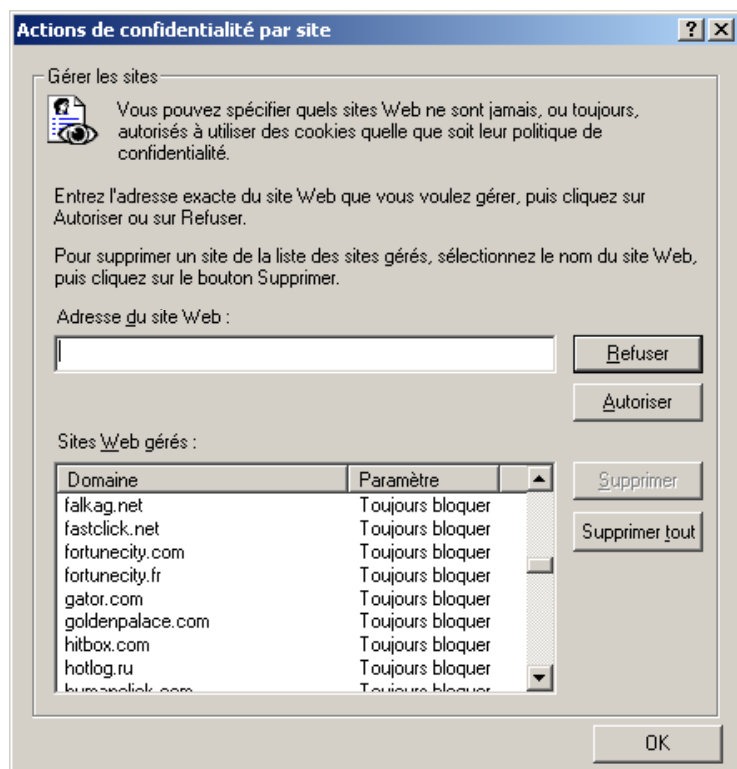 Actions de confidentialité par site
Gérer les sites
Vous pouvez spécifier quels sites Web ne sont jamais, ou toujours,
autorisés à utiliser des cookies quelle que soit leur politique de
confidentialité.
Entrez l'adresse exacte du site Web que vous voulez gérer, puis cliquez sur
Autoriser ou sur Refuser.
Pour supprimer un site de la liste des sites gérés, sélectionnez le nom du site Web,
puis cliquez sur le bouton Supprimer.
Adresse du site Web :
Refuser
Autoriser
Sites Web gérés :
Domaine Paramètre
Supprimer
Supprimer tout
falkag.net Toujours bloquer
fastclick.net Toujours bloquer
fortunecity.com Toujours bloquer
fortunecity.fr Toujours bloquer
gator.com Toujours bloquer
goldenpalace.com Toujours bloquer
hitbox.com Toujours bloquer
hotlog.ru Toujours bloquer
humanclick.com Toujours bloquer
OK